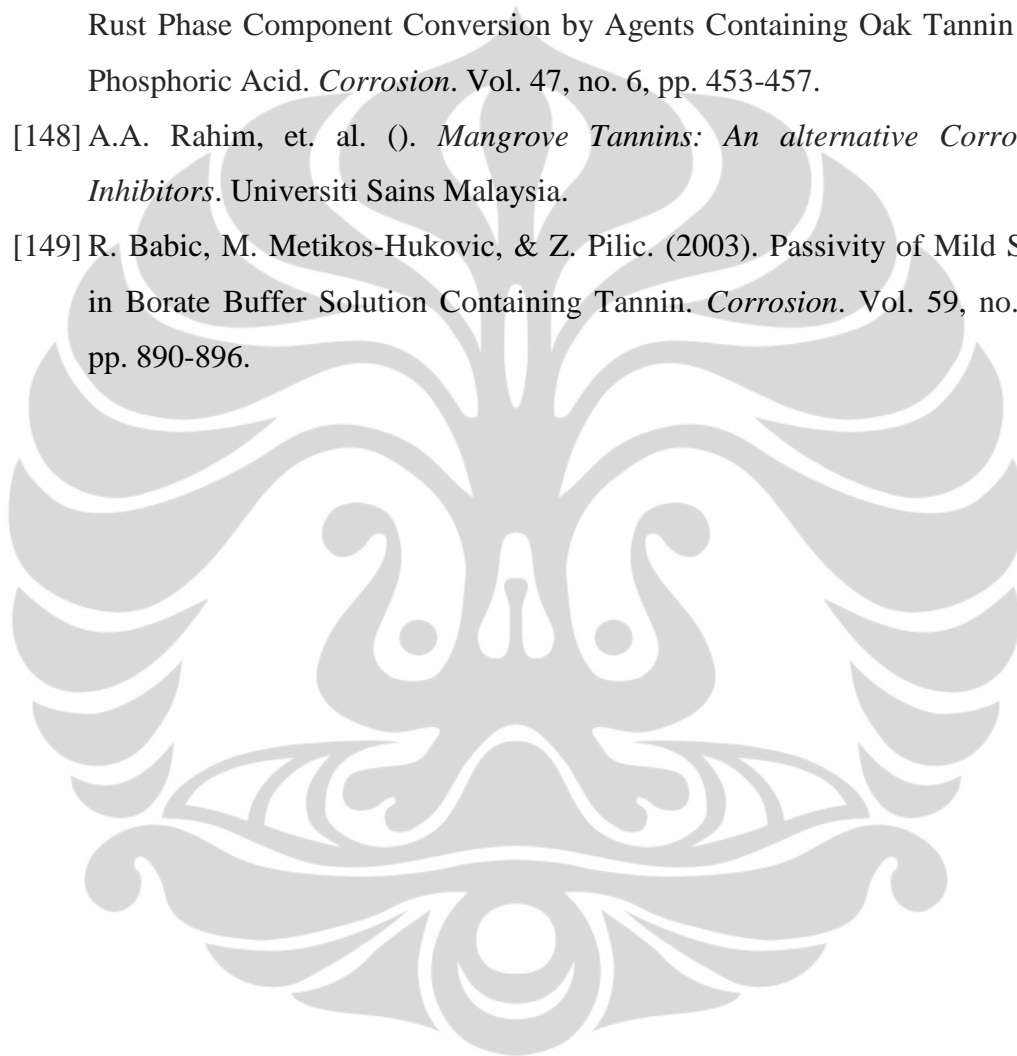 Rust Phase Component Conversion by Agents Containing Oak Tannin
Phosphoric Acid. Corrosion. Vol. 47, no. 6, pp. 453-457.
[148] A.A. Rahim, et. al. (). Mangrove Tannins: An alternative Corro
Inhibitors. Universiti Sains Malaysia.
[149] R. Babic, M. Metikos-Hukovic, & Z. Pilic. (2003). Passivity of Mild S
in Borate Buffer Solution Containing Tannin. Corrosion. Vol. 59, no.
pp. 890-896.